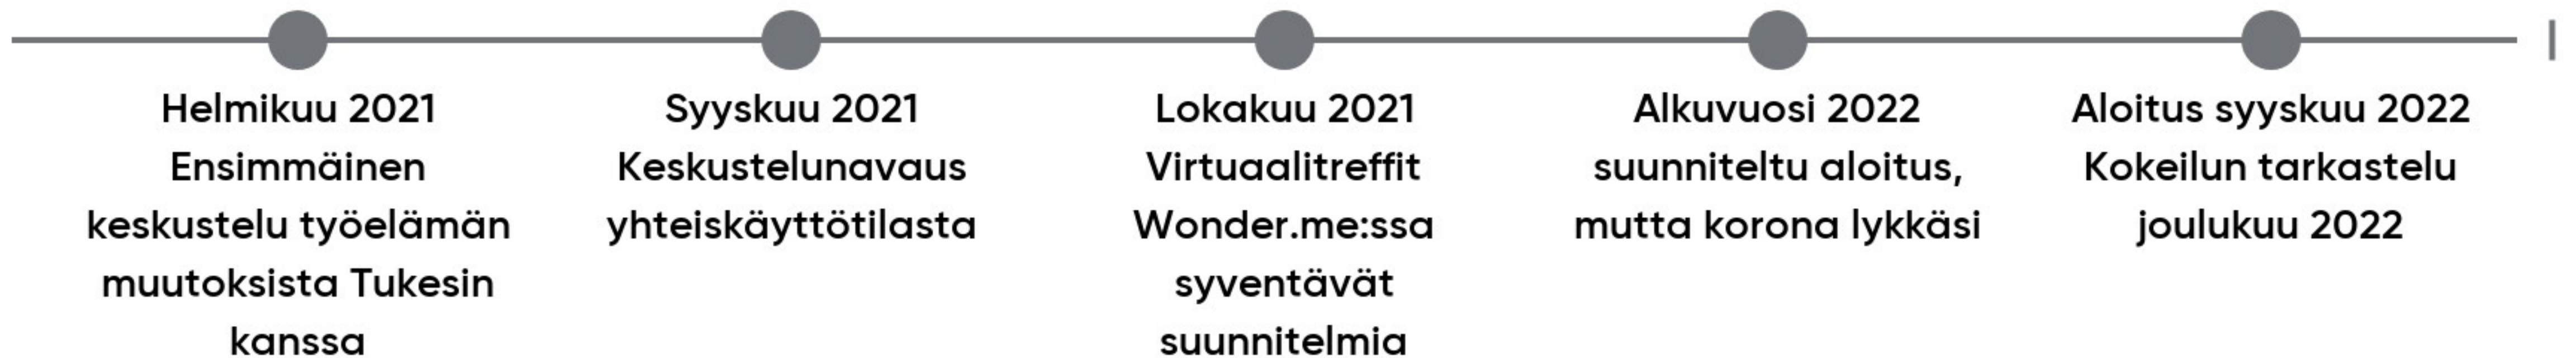 Helmikuu 2021
Ensimmäinen
keskustelu työelämän
muutoksista Tukesin
kanssa
Syyskuu 2021
Keskustelunavaus
yhteiskäyttötilasta
Lokakuu 2021
Virtuaalitreffit
Wonder.me:ssa
syventävät
suunnitelmia
Alkuvuosi 2022
suunniteltu aloitus,
mutta korona lykkäsi
Aloitus syyskuu 2022
Kokeilun tarkastelu
joulukuu 2022